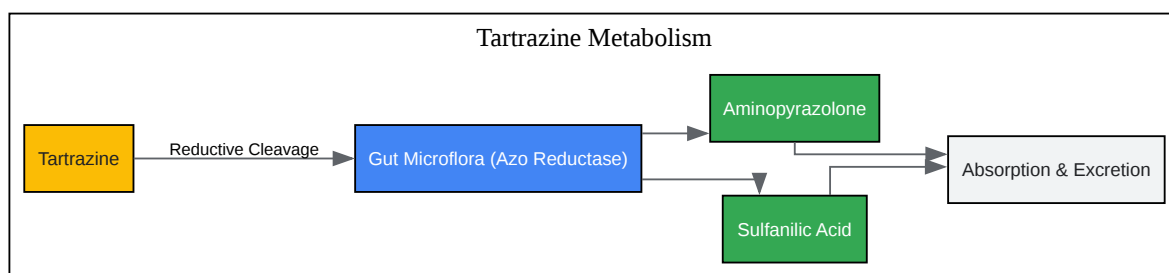 Tartrazine Metabolism
Tartrazine
Reductive Cleavage
Gut Microflora (Azo Reductase)
Aminopyrazolone
Sulfanilic Acid
Absorption & Excretion